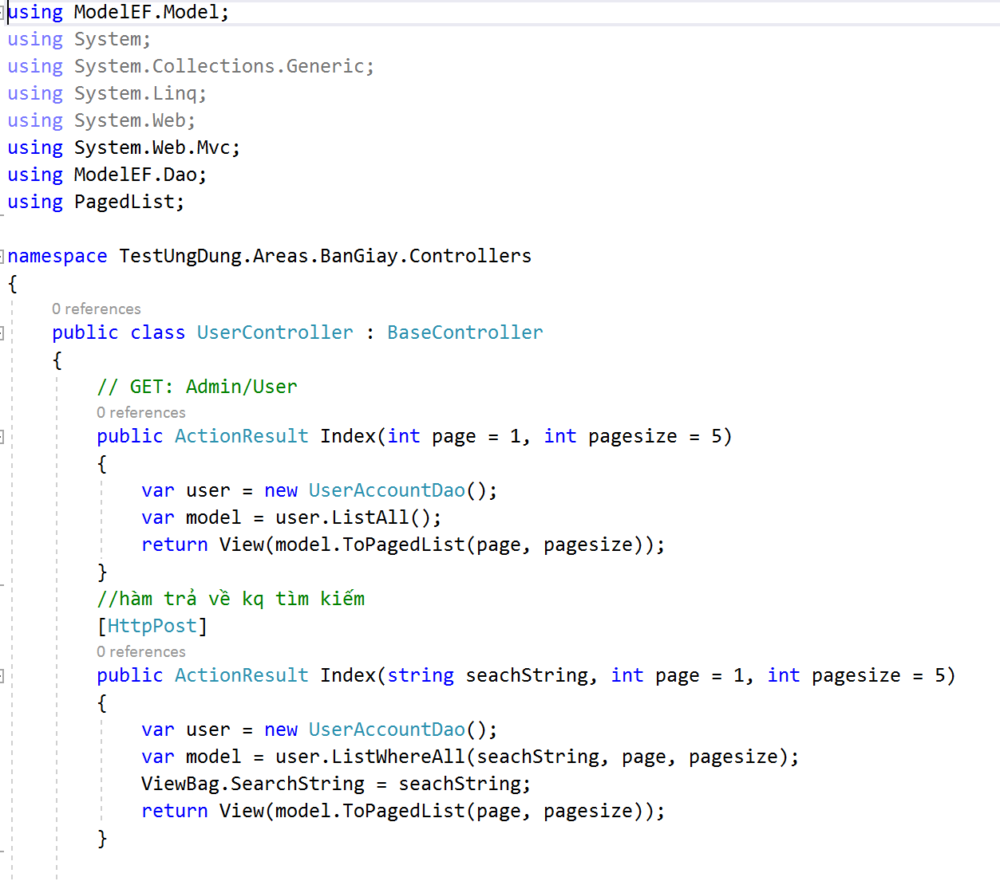 using ModelEF.Model;
using System;
using System.Collections.Generic;
using System.Linq;
using System.Web;
using System.Web.Mvc;
using ModelEF.Dao;
using PagedList;
namespace TestUngDung.Areas.BanGiay.Controllers
{
0 references
public class UserController : BaseController
{
// GET: Admin/User
0 references
public ActionResult Index(int page = 1, int pagesize = 5)
{
var user = new UserAccountDao();
var model = user.ListAll();
return View(model.ToPagedList(page, pagesize));
}
//hàm trả về kq tìm kiếm
[HttpPost]
0 references
public ActionResult Index(string seachString, int page = 1, int pagesize = 5)
{
var user = new UserAccountDao();
var model = user.ListWhereAll(seachString, page, pagesize);
ViewBag.SearchString = seachString;
return View(model.ToPagedList(page, pagesize));
}